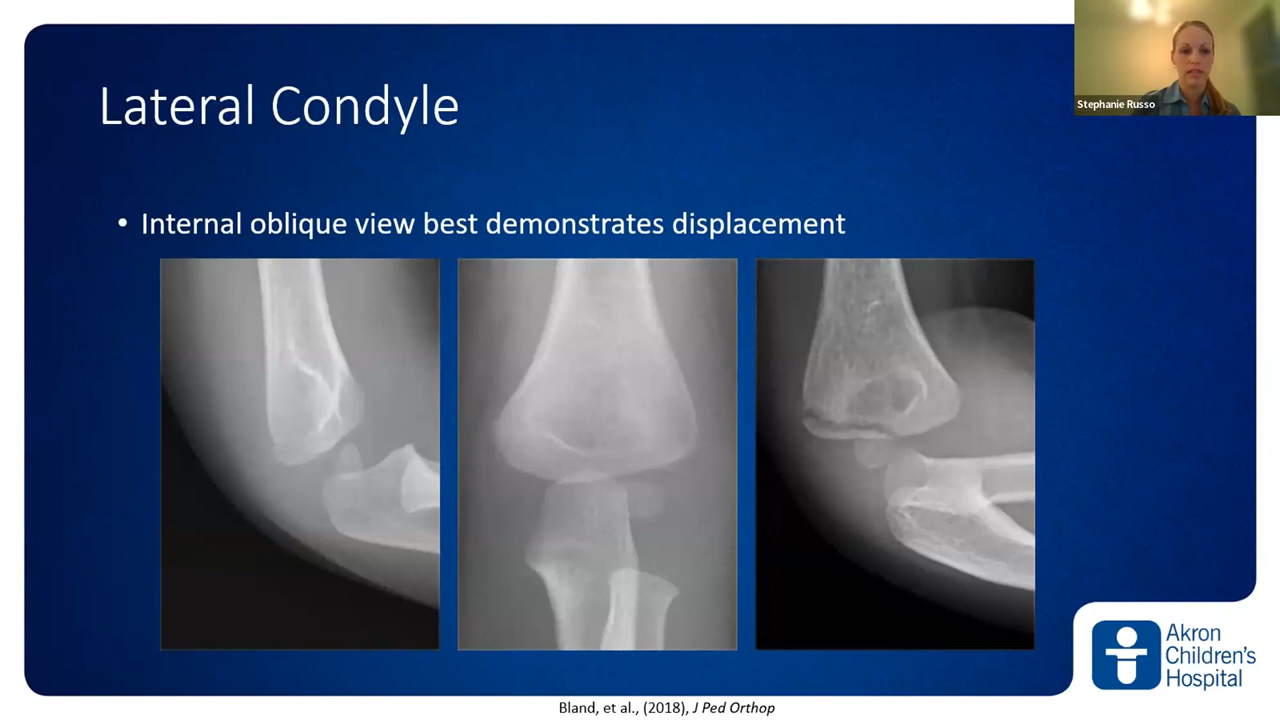 Stephanie Russo
Lateral Condyle
• Internal oblique view best demonstrates displacement
Akron
Children's
Hospital
Bland, et al., (2018), J Ped Orthop